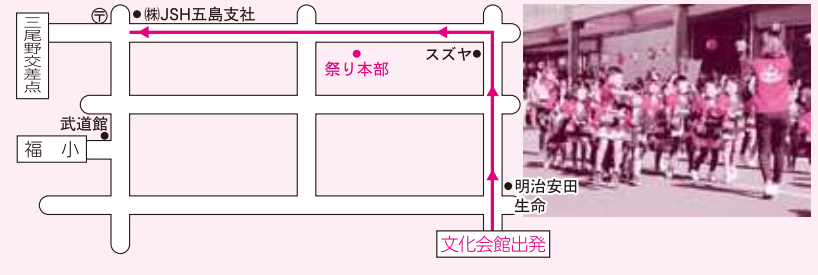 〶
㈱JSH五島支社
三尾野交差点
スズヤ
祭り本部
武道館
福 小
明治安田
生命
文化会館出発